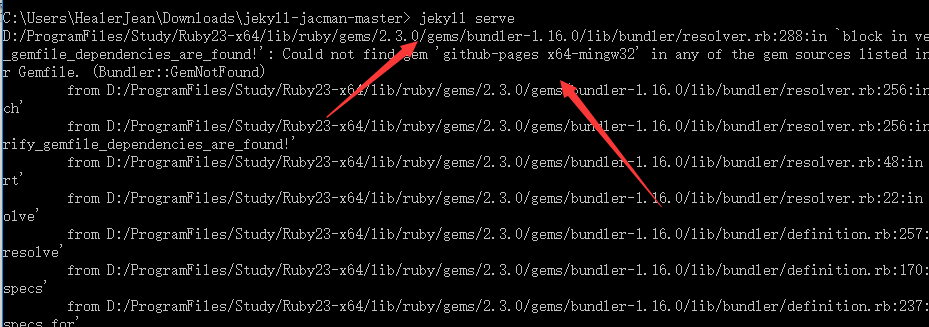 C:\Users\HealerJean\Downloads\jekyll-jacman-master> jekyll serve
D:/ProgramFiles/Study/Ruby23-x64/lib/ruby/gems/2.3.0/gems/bundler-1.16.0/lib/bundler/resolver.rb:288:in `block in ve
_gemfile_dependencies_are_found!': Could not find gem 'github-pages x64-mingw32' in any of the gem sources listed in
r Gemfile. (Bundler::GemNotFound)
from D:/ProgramFiles/Study/Ruby23-x64/lib/ruby/gems/2.3.0/gems/bundler-1.16.0/lib/bundler/resolver.rb:256:in
ch'
from D:/ProgramFiles/Study/Ruby23-x64/lib/ruby/gems/2.3.0/gems/bundler-1.16.0/lib/bundler/resolver.rb:256:in
rify_gemfile_dependencies_are_found!'
from D:/ProgramFiles/Study/Ruby23-x64/lib/ruby/gems/2.3.0/gems/bundler-1.16.0/lib/bundler/resolver.rb:48:in
rt'
from D:/ProgramFiles/Study/Ruby23-x64/lib/ruby/gems/2.3.0/gems/bundler-1.16.0/lib/bundler/resolver.rb:22:in
olve'
from D:/ProgramFiles/Study/Ruby23-x64/lib/ruby/gems/2.3.0/gems/bundler-1.16.0/lib/bundler/definition.rb:257:
resolve'
from D:/ProgramFiles/Study/Ruby23-x64/lib/ruby/gems/2.3.0/gems/bundler-1.16.0/lib/bundler/definition.rb:170:
specs'
from D:/ProgramFiles/Study/Ruby23-x64/lib/ruby/gems/2.3.0/gems/bundler-1.16.0/lib/bundler/definition.rb:237:
specs_for'